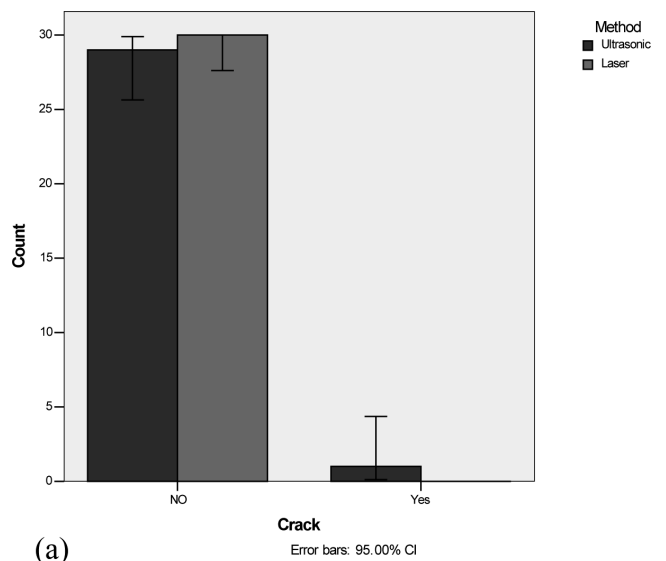 Method
Ultrasonic
Laser
30
25
20
15
10
5
0
Count
NO
Yes
Crack
(a)
Error bars: 95.00% CI